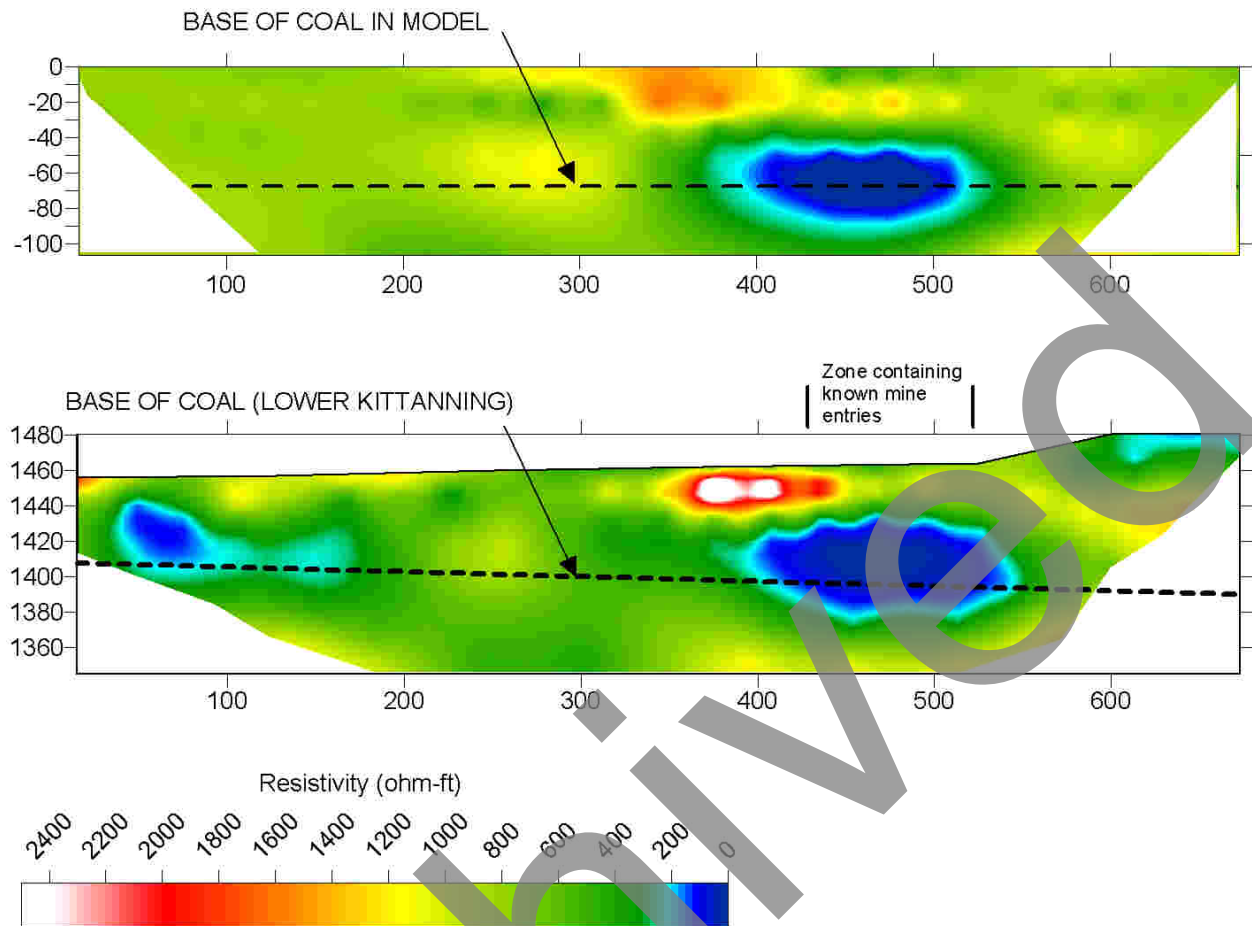 BASE OF COAL IN MODEL
0
-20
-40
-60
-80
-100
100 200 300 400 500 600
Zone containing
known mine
entries
BASE OF COAL (LOWER KITTANNING)
1480
1460
1440
1420
1400
1380
1360
100 200 300 400 500 600
Resistivity (ohm-ft)
2400 2200 2000 1800 1600 1400 1200 1000 800 600 400 200 0
hived